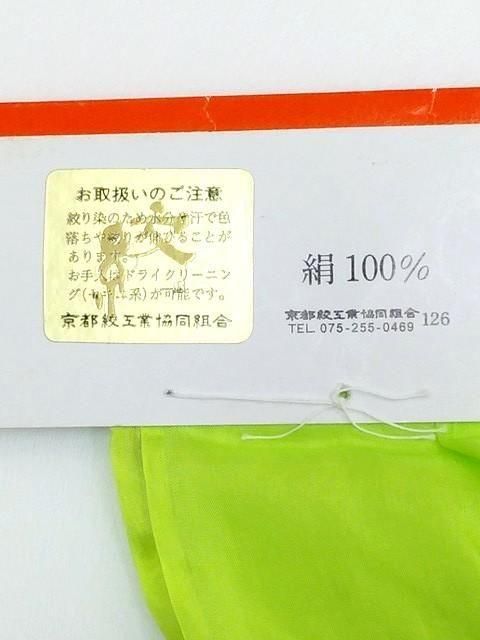 お取扱いのご注意
絞り染のため水分や汗で色
落ちや絞りが伸びることが
あります。
お手入はドライクリーニン
グ(セキユ系)が可能です。
京都絞工業協同組合
絹 100%
京都絞工業協同組合
TEL 075-255-0469 126